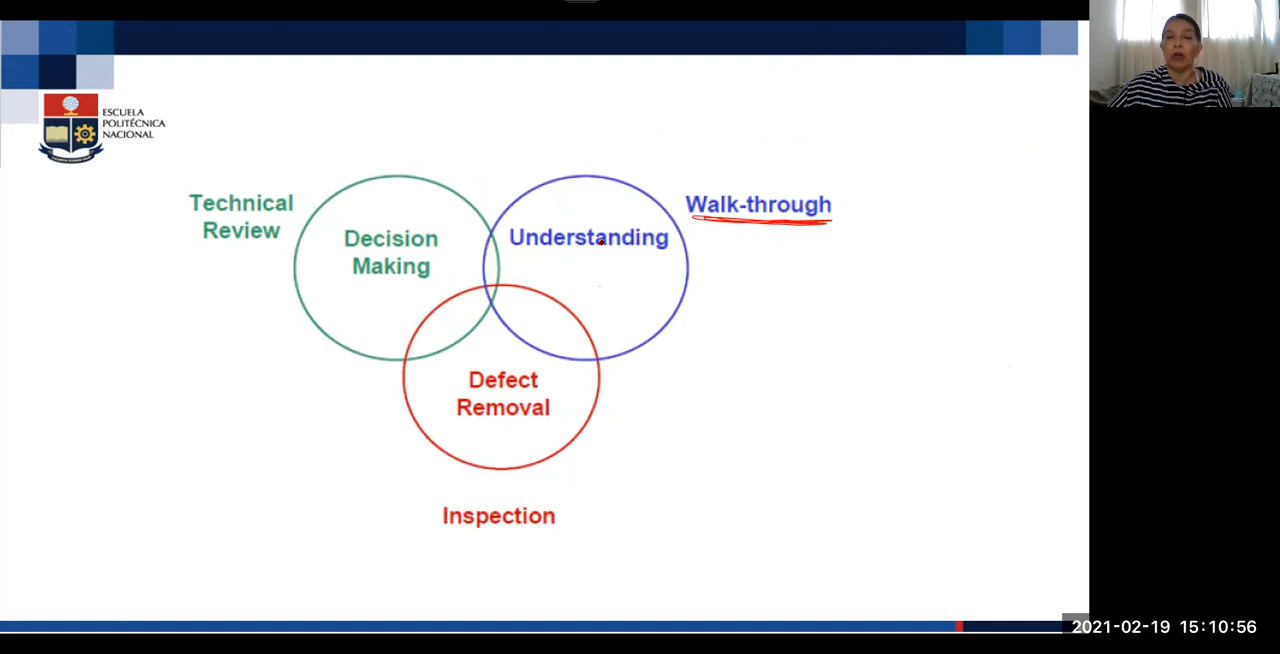 ESCUELA
POLITÉCNICA
NACIONAL
Technical
Review
Decision
Making
Understanding
Walk-through
Defect
Removal
Inspection
2021-02-19 15:10:56